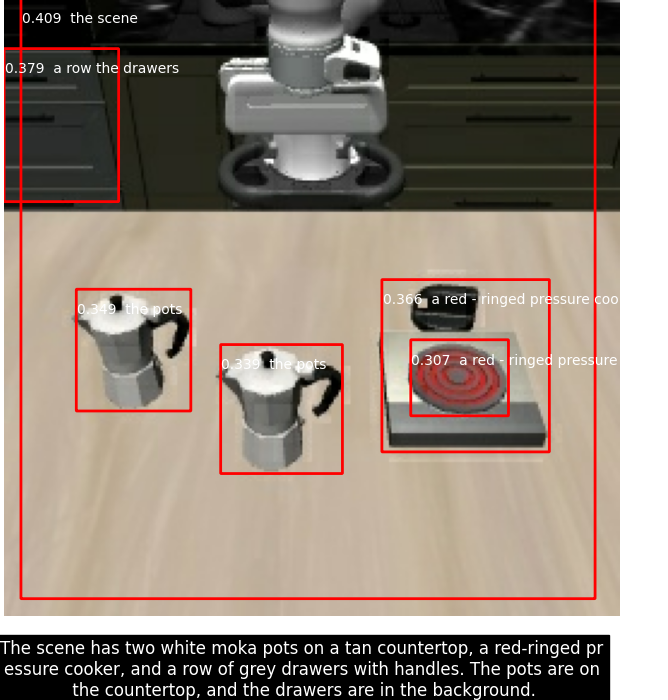 0.409 the scene
0.379 a row the drawers
0.349 the pots
0.366 a red - ringed pressure coo
0.339 the pots
0.307 a red - ringed pressure
The scene has two white moka pots on a tan countertop, a red-ringed pr
essure cooker, and a row of grey drawers with handles. The pots are on
the countertop, and the drawers are in the background.